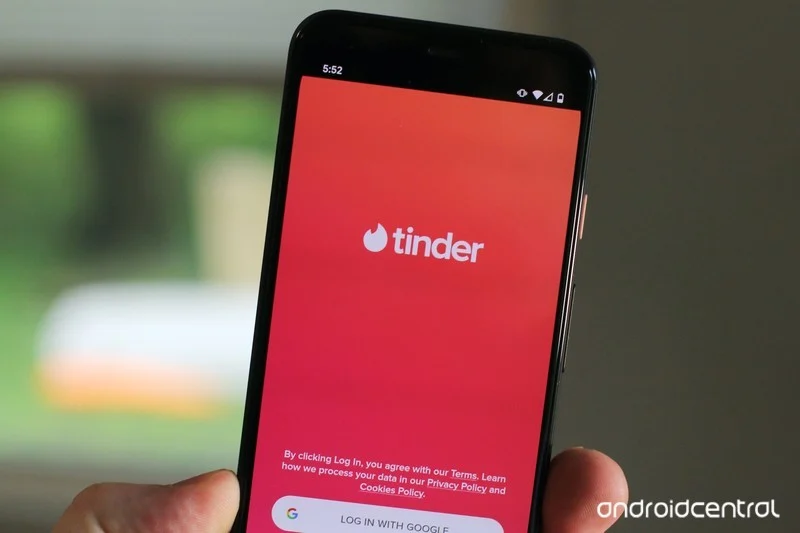 5:52
tinder
By clicking Log In, you agree with our Terms. Learn
how we process your data in our Privacy Policy and
Cookies Policy.
LOG IN WITH GOOGLE
androidcentral